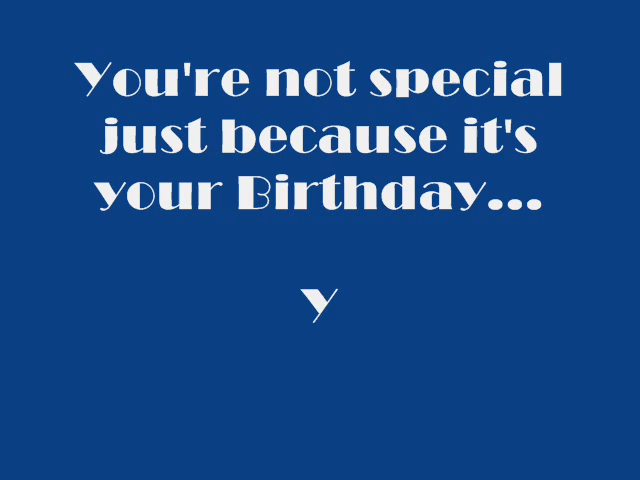 You're not special
just because it's
your Birthday...
y